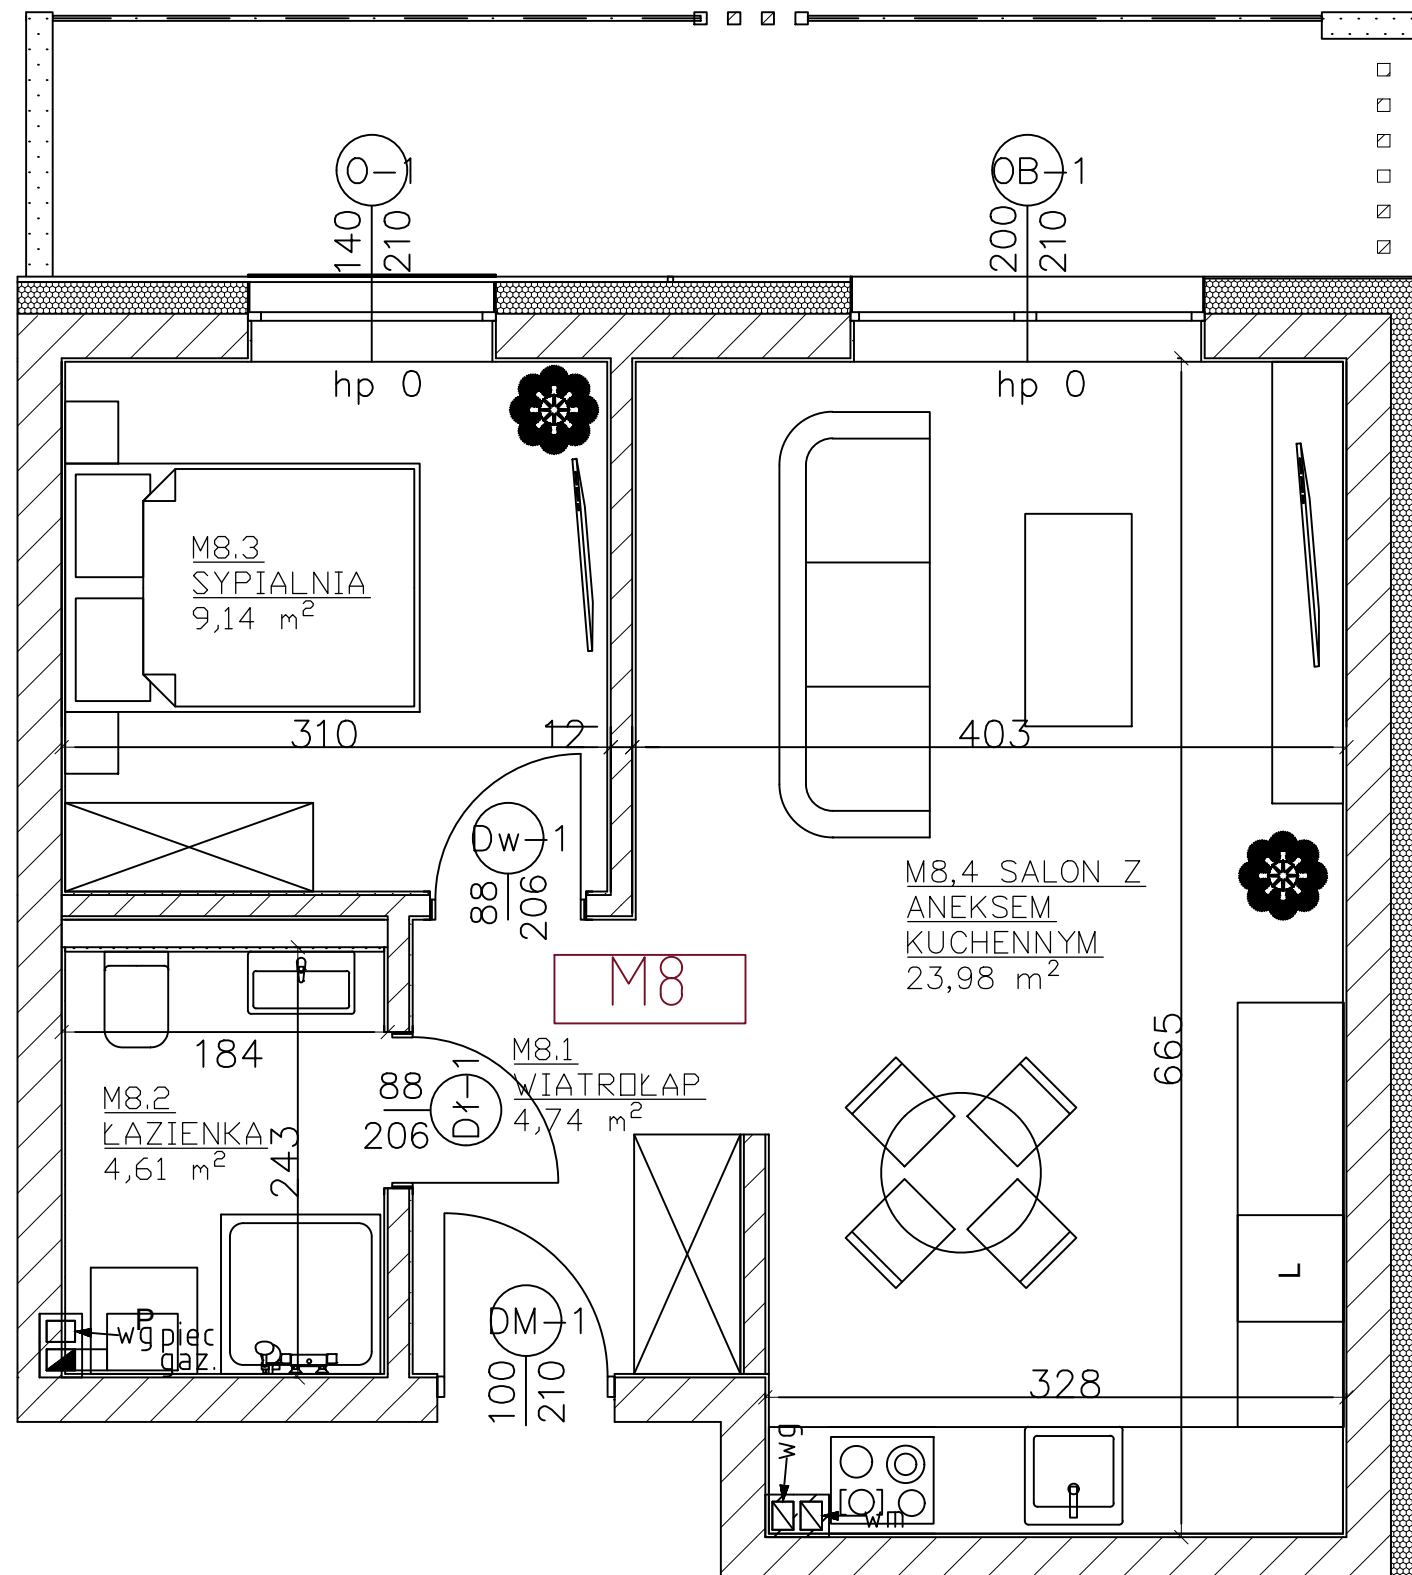 O-1
140
210
OB-1
200
210
hp 0
hp 0
M8.3
SYPIALNIA
9,14 m²
310
12
403
Dw-1
88
206
M8,4 SALON Z
ANEKSEM
KUCHENNYM
23,98 m²
M8
184
M8.1
WIATROŁAP
4,74 m²
665
88
206
DŁ-1
M8.2
ŁAZIENKA
4,61 m²
243
L
P
wg
piec
gaz.
DM-1
100
210
328
wg
wm